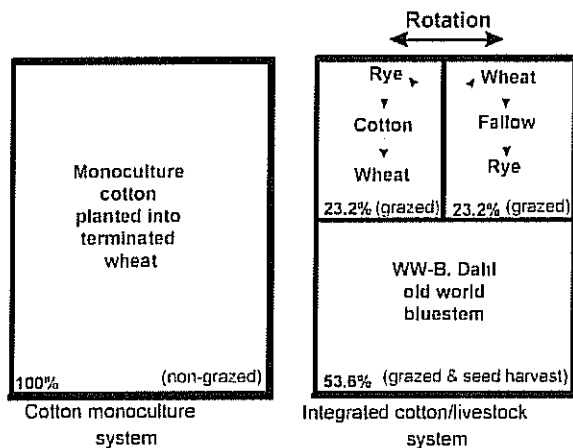 Rotation
Monoculture
cotton
planted into
terminated
wheat
100% (non-grazed)
Cotton monoculture
system
Rye
Cotton
Wheat
23.2% (grazed)
Wheat
Fallow
Rye
23.2% (grazed)
WW-B. Dahl
old world
bluestem
53.6% (grazed & seed harvest)
Integrated cotton/livestock
system